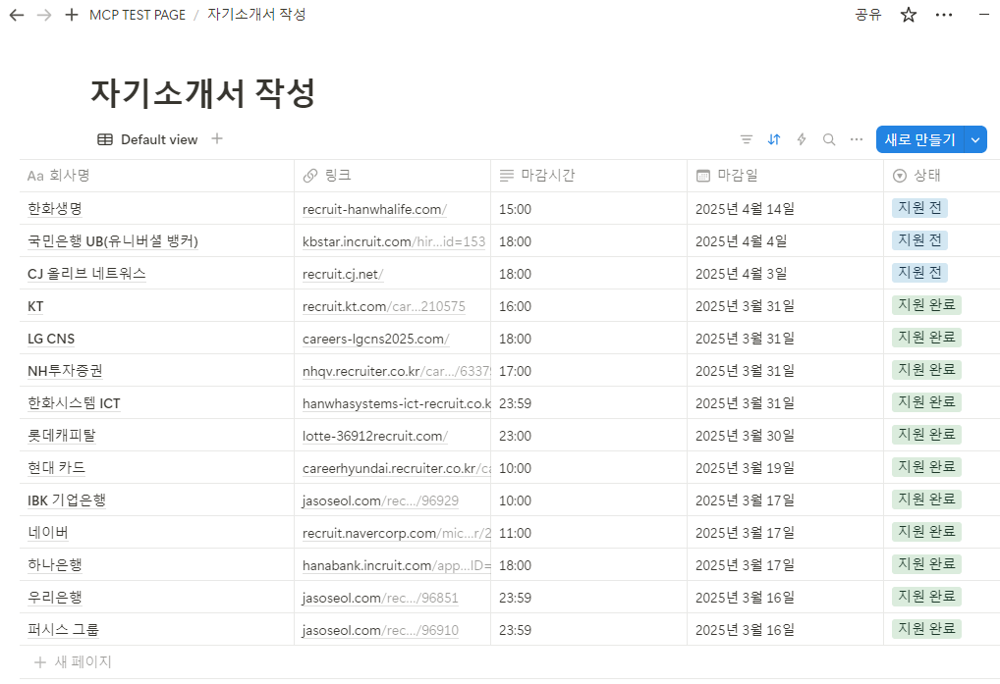 MCP TEST PAGE / 자기소개서 작성 공유
자기소개서 작성
Default view 새로 만들기
Aa 회사명 링크 마감시간 마감일 상태
한화생명 recruit-hanwhalife.com/ 15:00 2025년 4월 14일 지원 전
국민은행 UB(유니버셜 뱅커) kbstar.incruit.com/hir...id=153 18:00 2025년 4월 4일 지원 전
CJ 올리브 네트워스 recruit.cj.net/ 18:00 2025년 4월 3일 지원 전
KT recruit.kt.com/car...210575 16:00 2025년 3월 31일 지원 완료
LG CNS careers-lgcns2025.com/ 18:00 2025년 3월 31일 지원 완료
NH투자증권 nhqv.recruiter.co.kr/car.../6337 17:00 2025년 3월 31일 지원 완료
한화시스템 ICT hanwhasystems-ict-recruit.co.k 23:59 2025년 3월 31일 지원 완료
롯데캐피탈 lotte-36912recruit.com/ 23:00 2025년 3월 30일 지원 완료
현대 카드 careerhyundai.recruiter.co.kr/c 10:00 2025년 3월 19일 지원 완료
IBK 기업은행 jasoseol.com/rec.../96929 10:00 2025년 3월 17일 지원 완료
네이버 recruit.navercorp.com/mic...r/2 11:00 2025년 3월 17일 지원 완료
하나은행 hanabank.incruit.com/app...ID= 18:00 2025년 3월 17일 지원 완료
우리은행 jasoseol.com/rec.../96851 23:59 2025년 3월 16일 지원 완료
퍼시스 그룹 jasoseol.com/rec.../96910 23:59 2025년 3월 16일 지원 완료
새 페이지